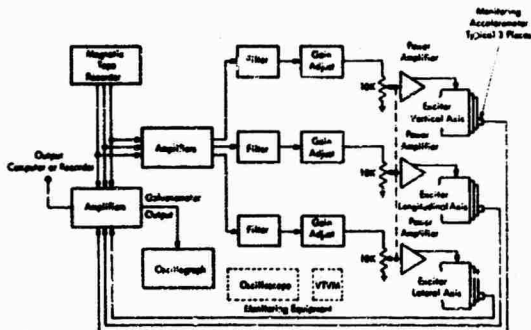 Monitoring
Accelerometer
Typical 3 Places
Magnetic
Tape
Recorder
Filter
Gain
Adjust
Power
Amplifier
10K
Exciter
Vertical Axis
Output
Computer or Recorder
Amplifiers
Filter
Gain
Adjust
Power
Amplifier
10K
Exciter
Longitudinal Axis
Amplifiers
Galvanometer
Output
Oscillograph
Filter
Gain
Adjust
Power
Amplifier
10K
Exciter
Lateral Axis
Oscilloscope
VTVM
Monitoring Equipment